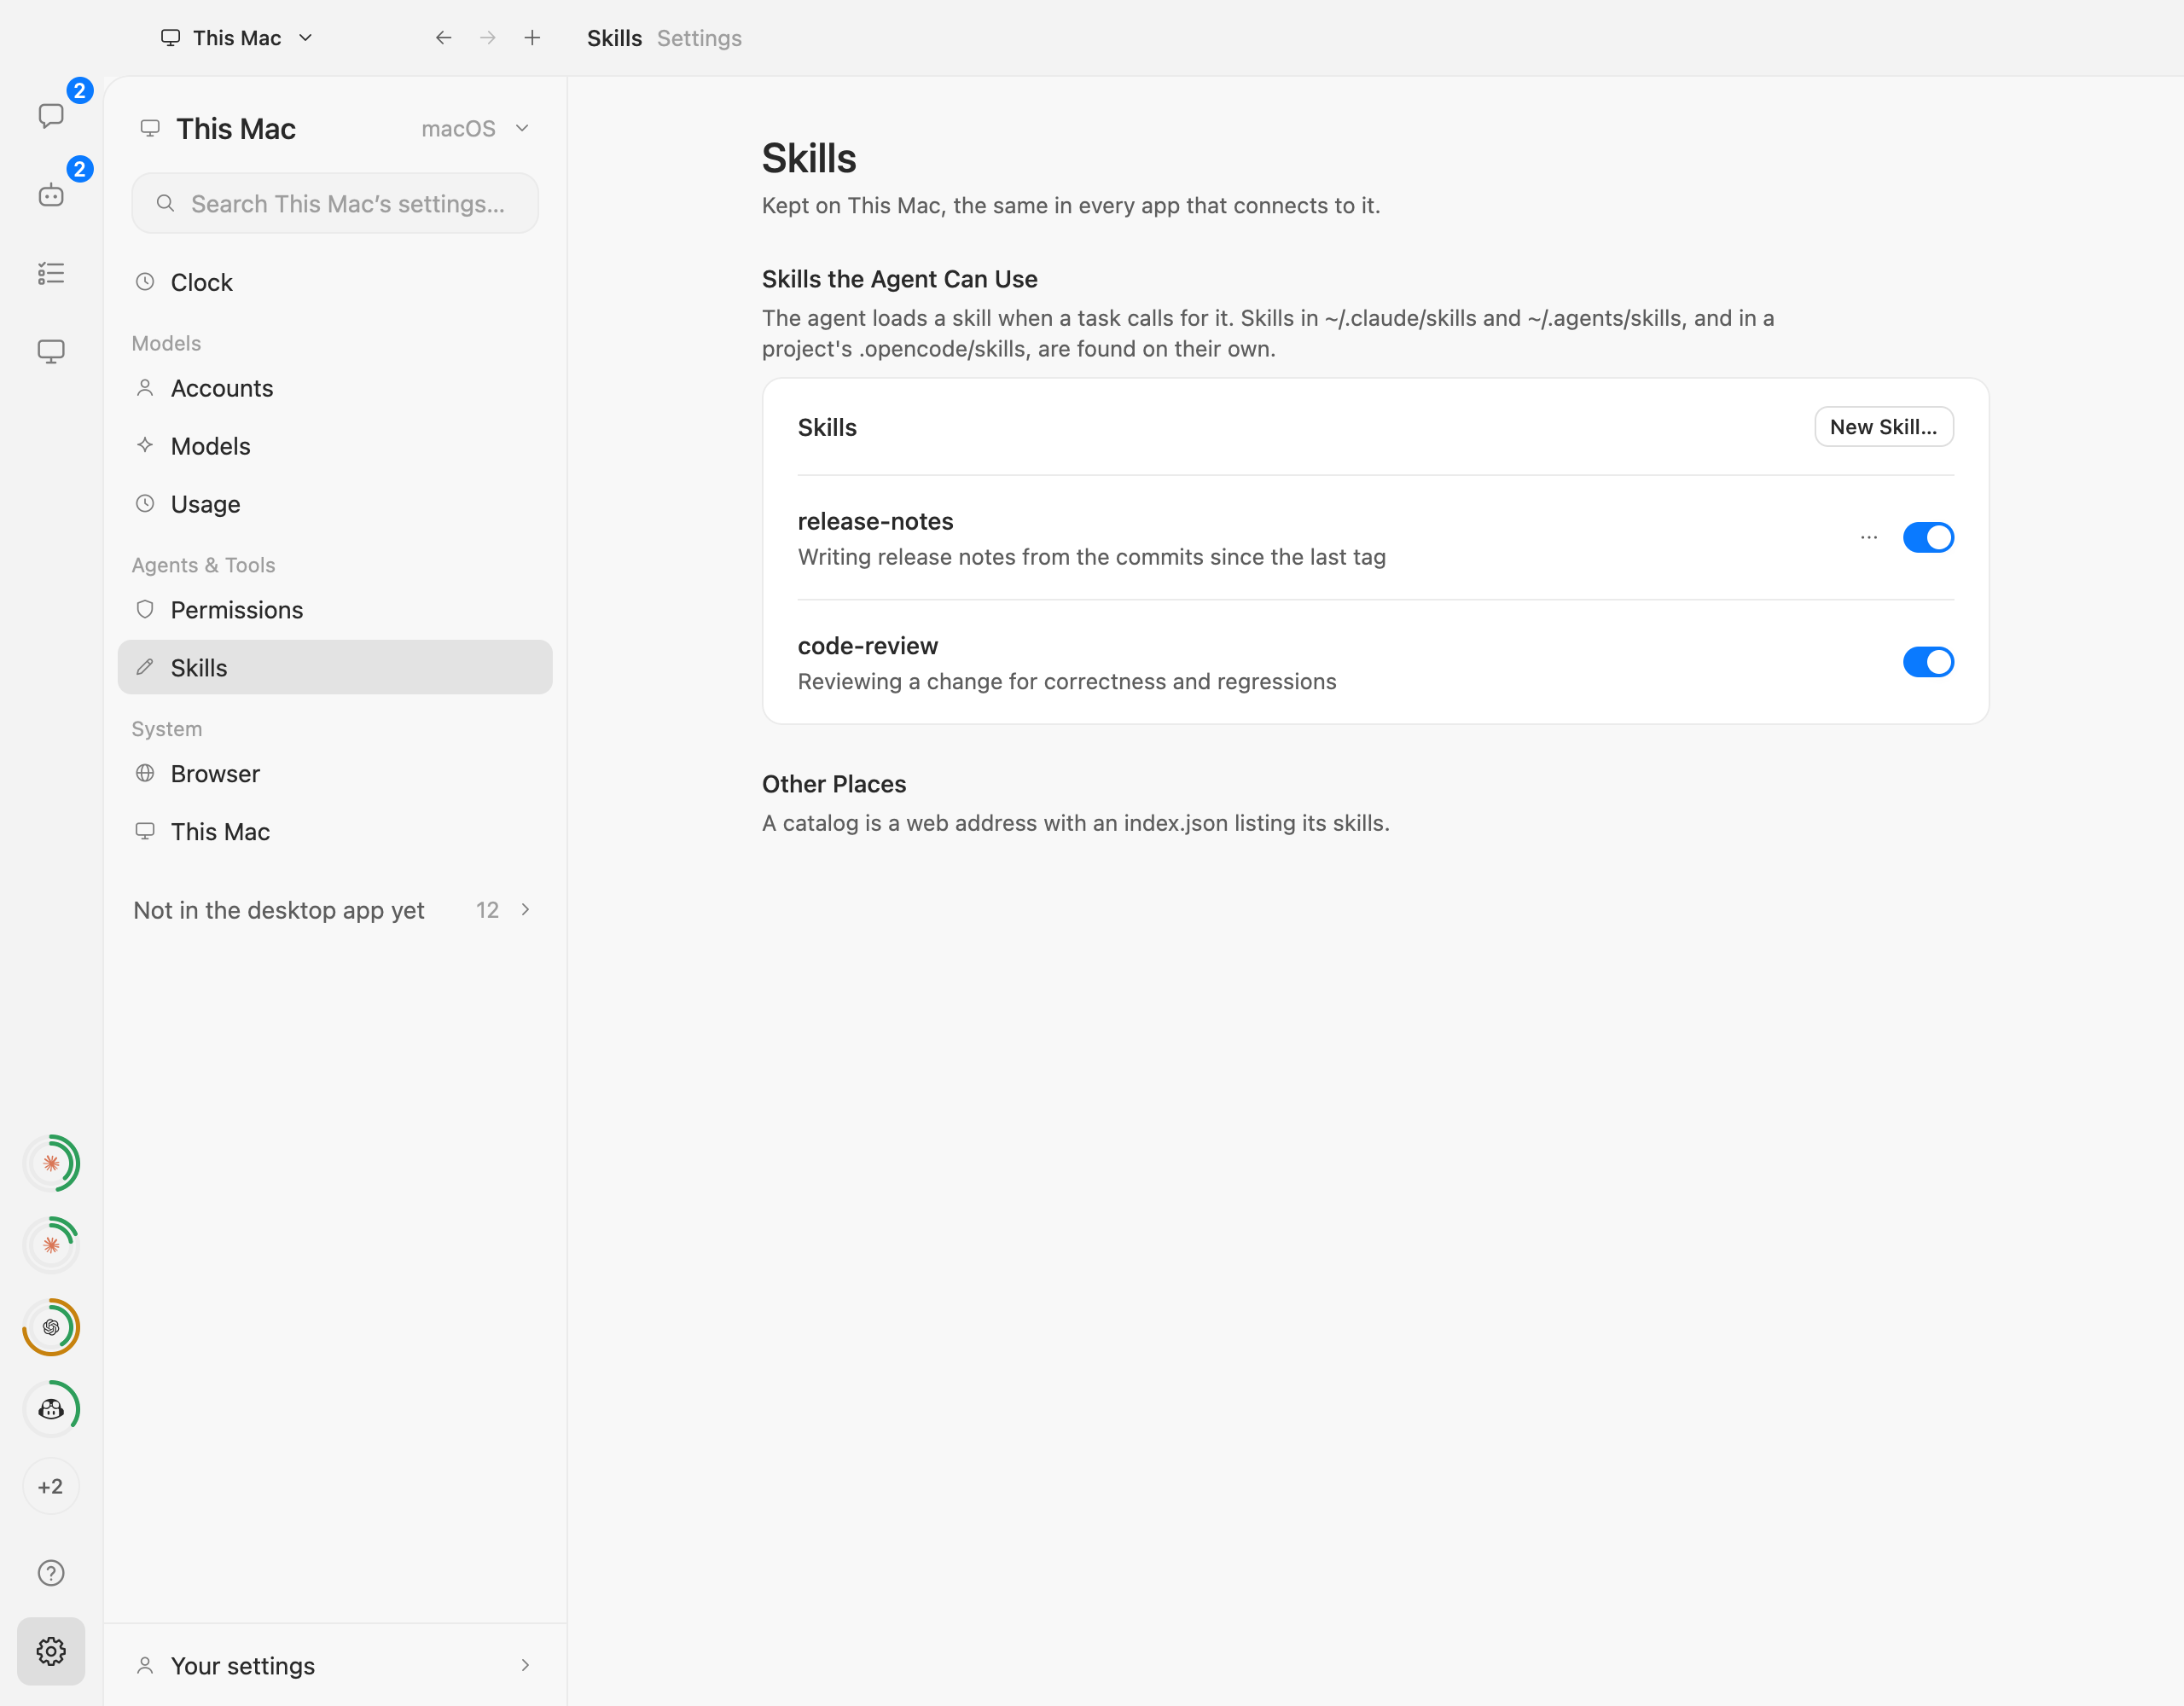 This Mac
Skills Settings
2
2
This Mac macOS
Search This Mac’s settings...
Clock
Models
Accounts
Models
Usage
Agents & Tools
Permissions
Skills
System
Browser
This Mac
Not in the desktop app yet 12
+2
Your settings
Skills
Kept on This Mac, the same in every app that connects to it.
Skills the Agent Can Use
The agent loads a skill when a task calls for it. Skills in ~/.claude/skills and ~/.agents/skills, and in a
project's .opencode/skills, are found on their own.
Skills New Skill...
release-notes
Writing release notes from the commits since the last tag
code-review
Reviewing a change for correctness and regressions
Other Places
A catalog is a web address with an index.json listing its skills.